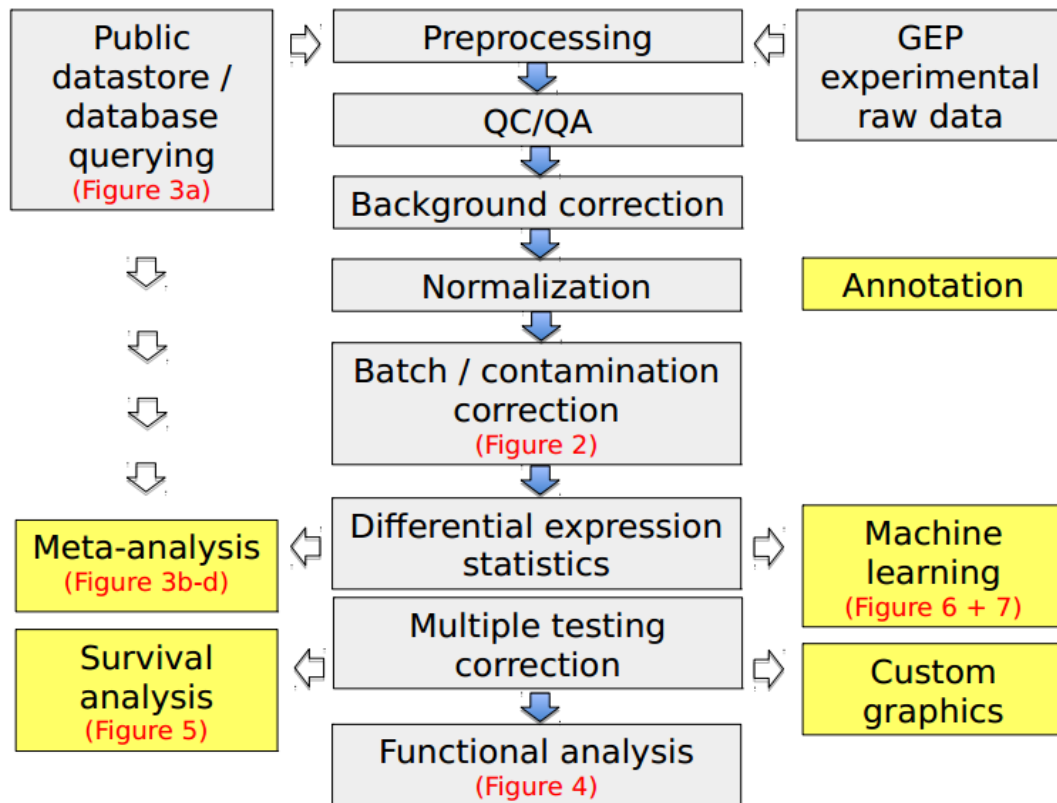 Public
datastore /
database
querying
(Figure 3a)
Preprocessing
GEP
experimental
raw data
QC/QA
Background correction
Normalization
Annotation
Batch / contamination
correction
(Figure 2)
Differential expression
statistics
Meta-analysis
(Figure 3b-d)
Machine
learning
(Figure 6 + 7)
Multiple testing
correction
Survival
analysis
(Figure 5)
Custom
graphics
Functional analysis
(Figure 4)